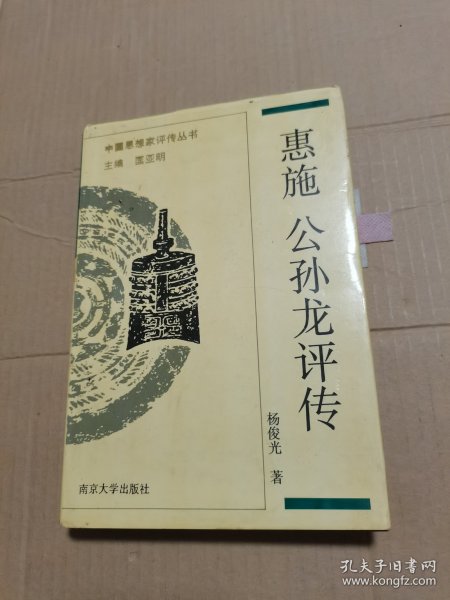 中国思想家评传丛书
主编 匡亚明
惠施 公孙龙评传
杨俊光 著
南京大学出版社
孔夫子旧书网
www.kongfz.com